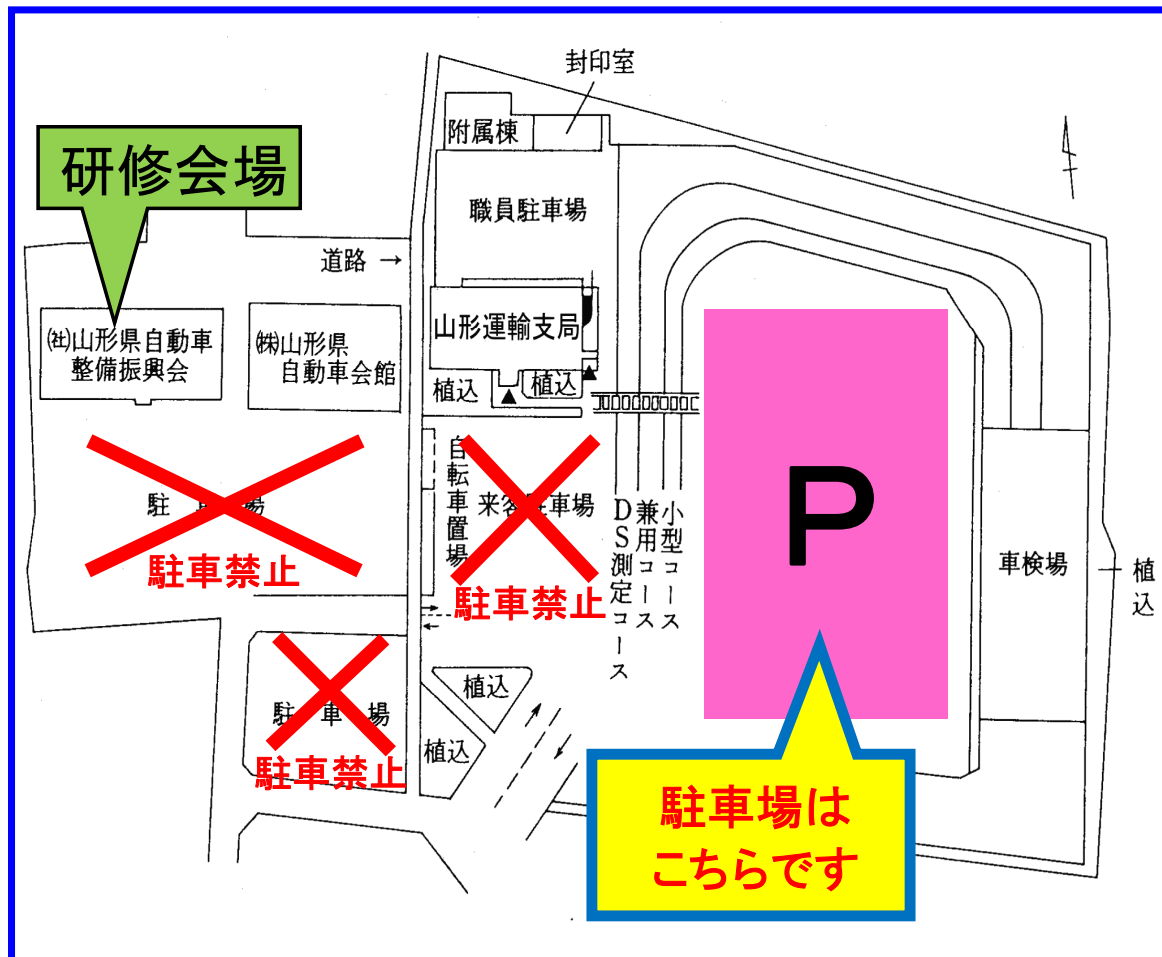 封印室
附属棟
研修会場
職員駐車場
道路 →
㈳山形県自動車
整備振興会
㈱山形県
自動車会館
山形運輸支局
植込
植込
駐車場
駐車禁止
自転車置場
来客駐車場
駐車禁止
DS測定コース
兼用コース
小型コース
P
車検場
植込
駐車場
駐車禁止
植込
植込
駐車場は
こちらです